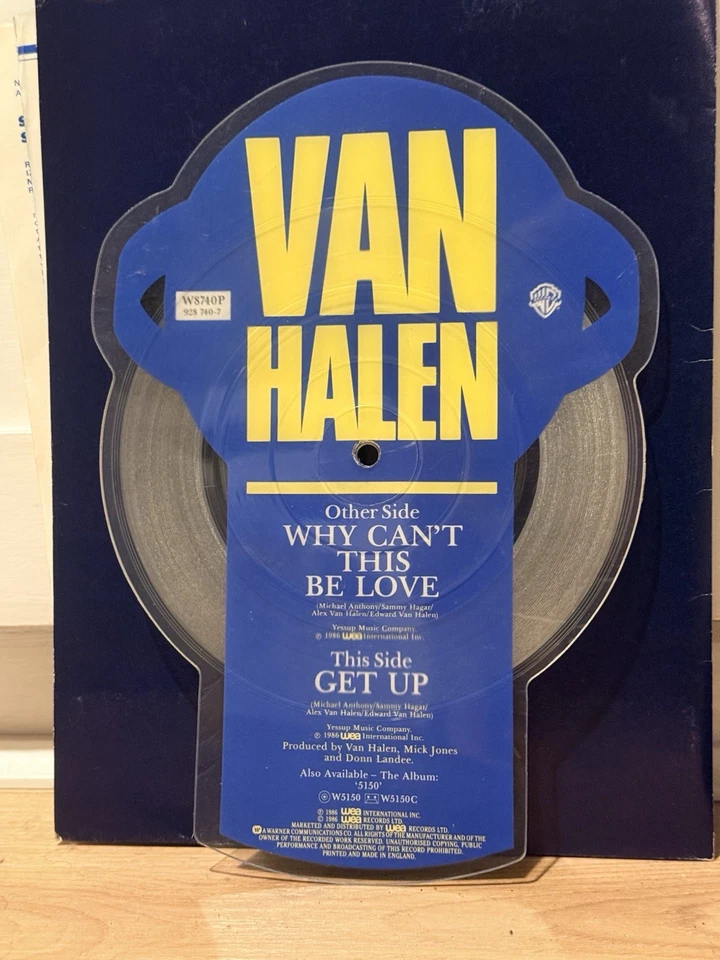 VAN
HALEN
W8740P
928 740-7
Other Side
WHY CAN'T
THIS
BE LOVE
(Michael Anthony/Sammy Hagar/
Alex Van Halen/Edward Van Halen)
Yessup Music Company.
℗ 1986 wea International Inc.
This Side
GET UP
(Michael Anthony/Sammy Hagar/
Alex Van Halen/Edward Van Halen)
Yessup Music Company.
℗ 1986 wea International Inc.
Produced by Van Halen, Mick Jones
and Donn Landee.
Also Available – The Album:
'5150'
W5150 W5150C
℗ 1986 wea INTERNATIONAL INC.
© 1986 wea RECORDS LTD.
MARKETED AND DISTRIBUTED BY wea RECORDS LTD.
A WARNER COMMUNICATIONS CO. ALL RIGHTS OF THE MANUFACTURER AND OF THE
OWNER OF THE RECORDED WORK RESERVED. UNAUTHORISED COPYING, PUBLIC
PERFORMANCE AND BROADCASTING OF THIS RECORD PROHIBITED.
PRINTED AND MADE IN ENGLAND.